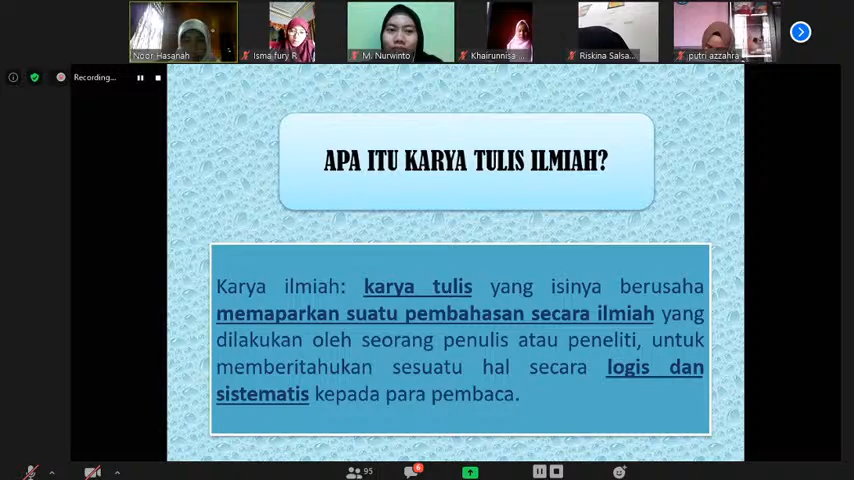 Noor Hasanah
Isma fury R
M. Nurwinto
Khairunnisa ...
Riskina Salsa...
putri azzahra
Recording...
APA ITU KARYA TULIS ILMIAH?
Karya ilmiah: karya tulis yang isinya berusaha
memaparkan suatu pembahasan secara ilmiah yang
dilakukan oleh seorang penulis atau peneliti, untuk
memberitahukan sesuatu hal secara logis dan
sistematis kepada para pembaca.
95
6